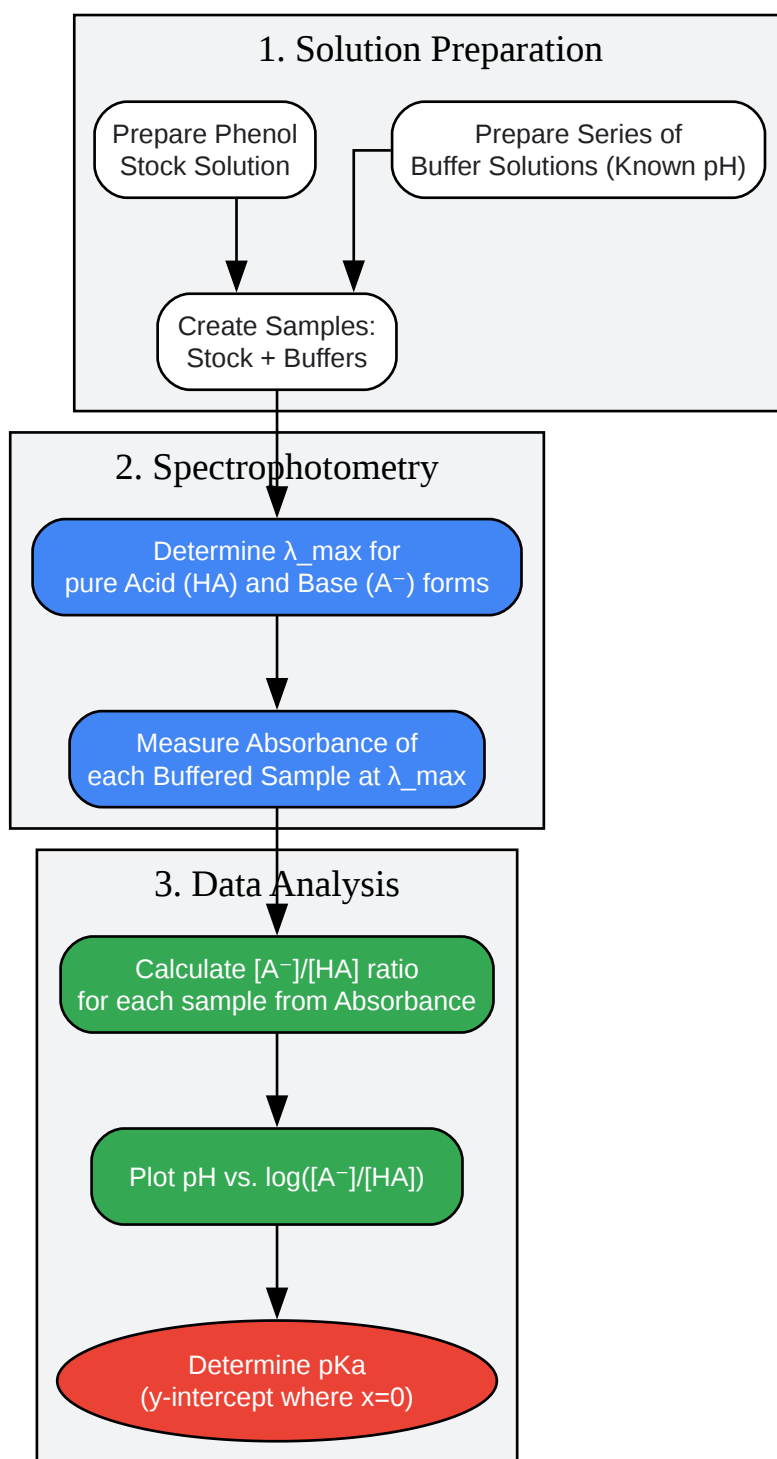 1. Solution Preparation
Prepare Phenol
Stock Solution
Prepare Series of
Buffer Solutions (Known pH)
Create Samples:
Stock + Buffers
2. Spectrophotometry
Determine λ_max for
pure Acid (HA) and Base (A⁻) forms
Measure Absorbance of
each Buffered Sample at λ_max
3. Data Analysis
Calculate [A⁻]/[HA] ratio
for each sample from Absorbance
Plot pH vs. log([A⁻]/[HA])
Determine pKa
(y-intercept where x=0)